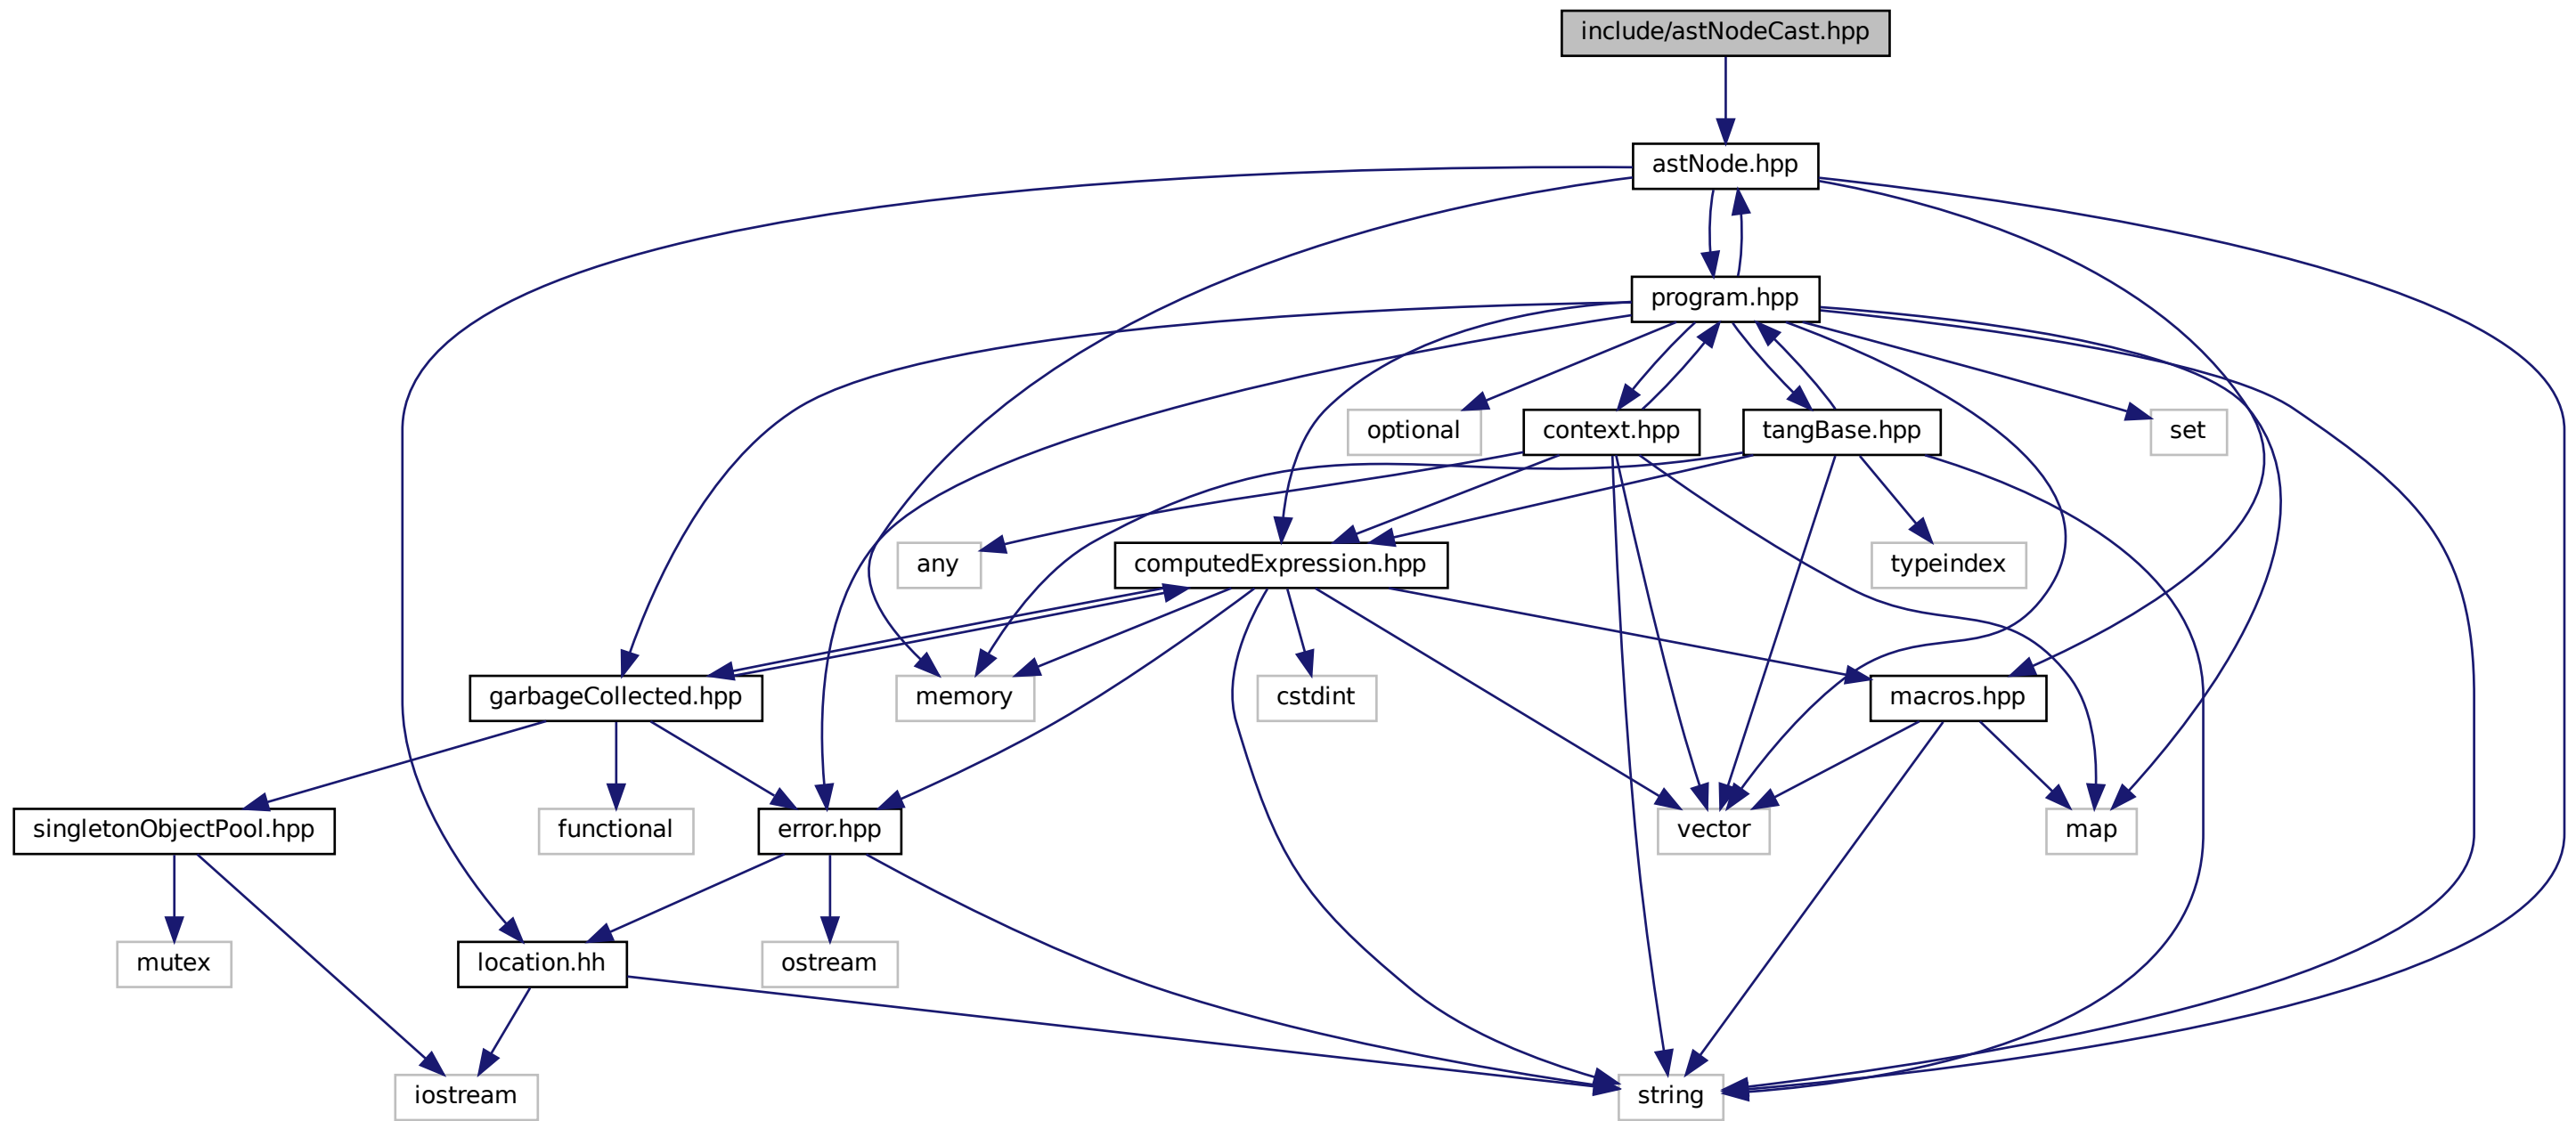 include/astNodeCast.hpp
astNode.hpp
program.hpp
optional
context.hpp
tangBase.hpp
set
any
computedExpression.hpp
typeindex
garbageCollected.hpp
memory
cstdint
macros.hpp
singletonObjectPool.hpp
functional
error.hpp
vector
map
mutex
location.hh
ostream
iostream
string